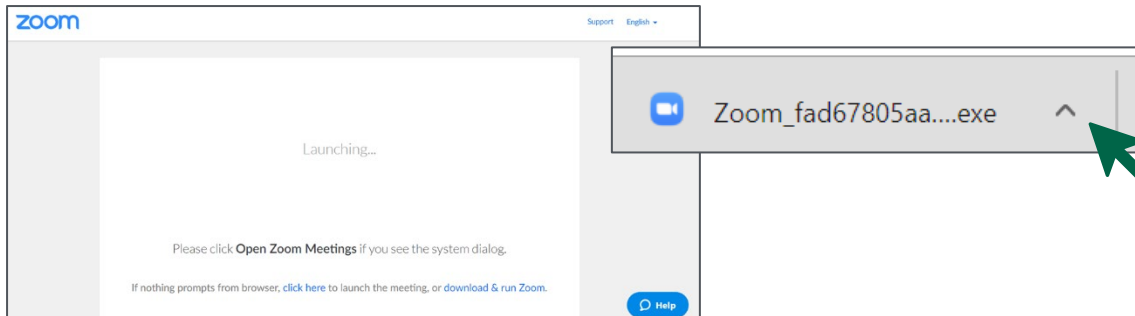 zoom
Support English
Zoom_fad67805aa....exe
Launching...
Please click Open Zoom Meetings if you see the system dialog.
If nothing prompts from browser, click here to launch the meeting, or download & run Zoom.
Help